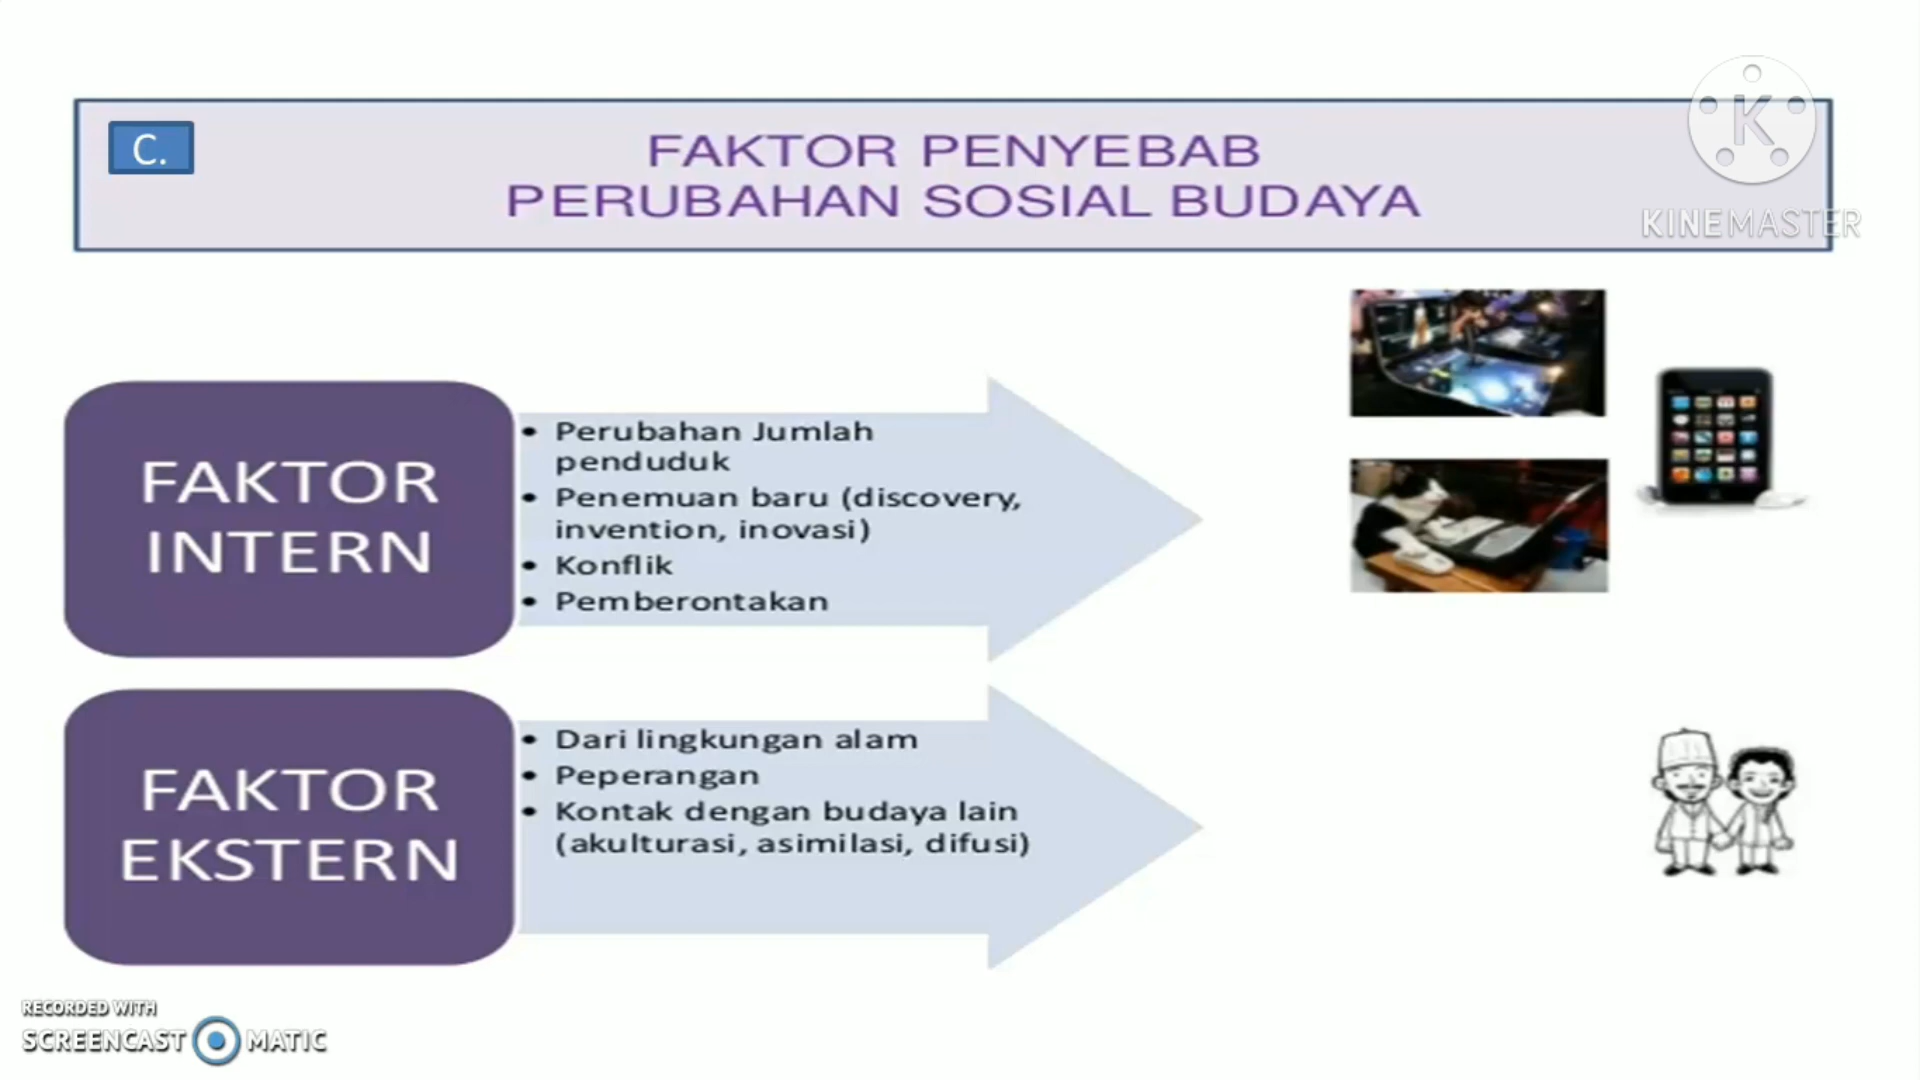 C.
FAKTOR PENYEBAB
PERUBAHAN SOSIAL BUDAYA
K
KINEMASTER
FAKTOR
INTERN
• Perubahan Jumlah
penduduk
• Penemuan baru (discovery,
invention, inovasi)
• Konflik
• Pemberontakan
FAKTOR
EKSTERN
• Dari lingkungan alam
• Peperangan
• Kontak dengan budaya lain
(akulturasi, asimilasi, difusi)
RECORDED WITH
SCREENCAST MATIC